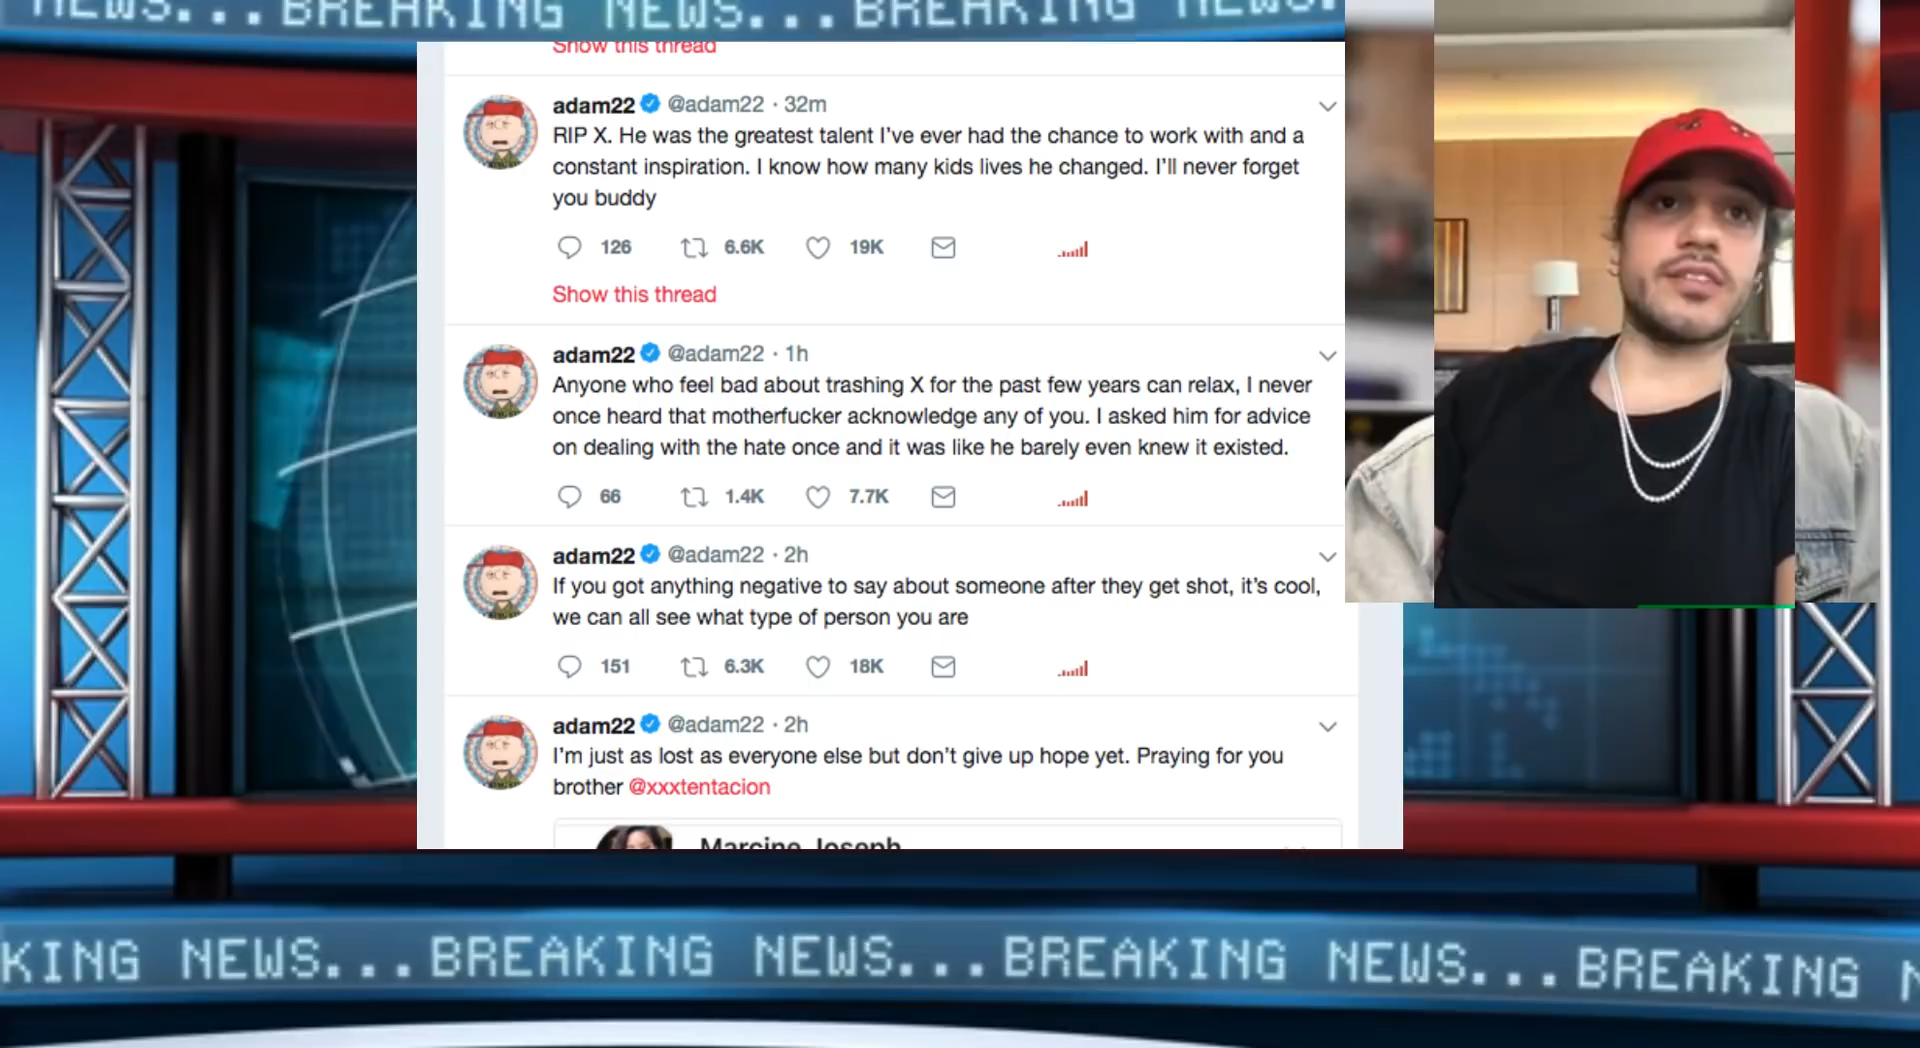 NEWS...BREAKING NEWS...BREAKING NEWS.
Show this thread
adam22 @adam22 · 32m
RIP X. He was the greatest talent I've ever had the chance to work with and a
constant inspiration. I know how many kids lives he changed. I'll never forget
you buddy
126 6.6K 19K
Show this thread
adam22 @adam22 · 1h
Anyone who feel bad about trashing X for the past few years can relax, I never
once heard that motherfucker acknowledge any of you. I asked him for advice
on dealing with the hate once and it was like he barely even knew it existed.
66 1.4K 7.7K
adam22 @adam22 · 2h
If you got anything negative to say about someone after they get shot, it's cool,
we can all see what type of person you are
151 6.3K 18K
adam22 @adam22 · 2h
I'm just as lost as everyone else but don't give up hope yet. Praying for you
brother @xxxtentacion
Marcine Joseph
KING NEWS...BREAKING NEWS...BREAKING NEWS...BREAKING N